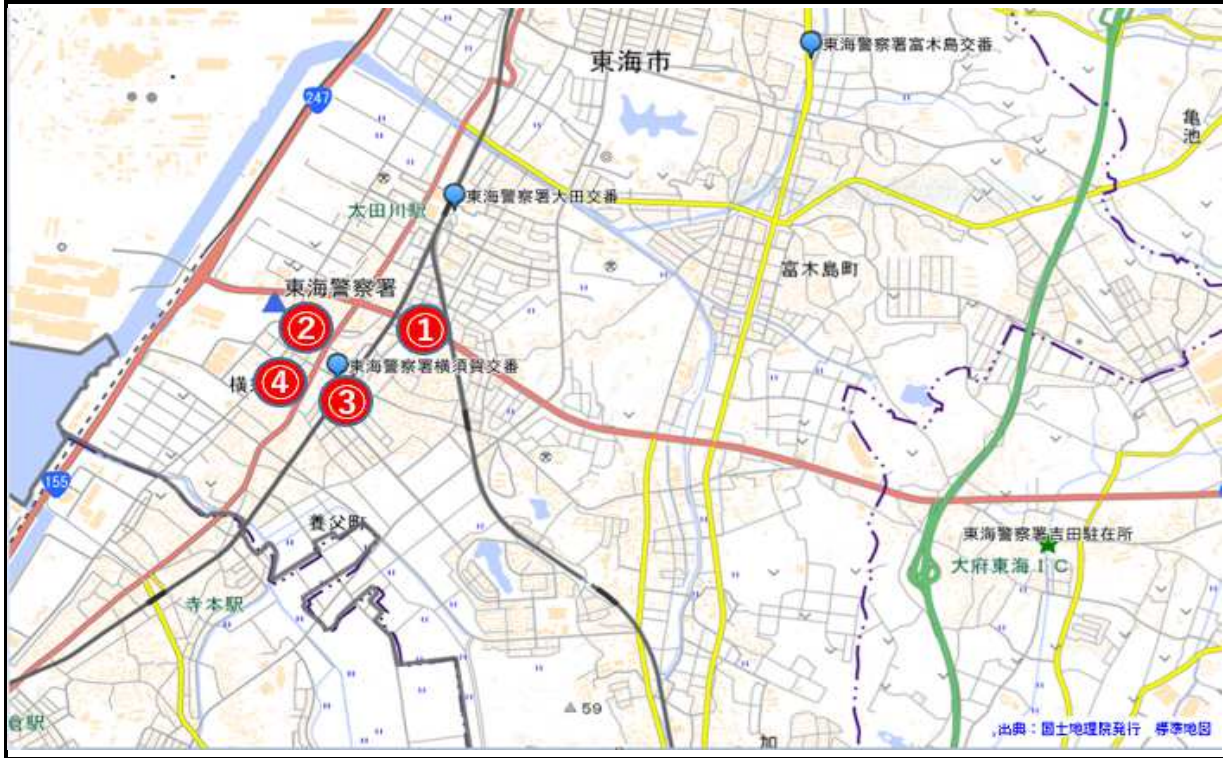 東海市
東海警察署富木島交番
247
亀池
東海警察署大田交番
太田川駅
富木島町
東海警察署
②
①
東海警察署横須賀交番
④
横
③
155
養父町
東海警察署吉田駐在所
大府東海IC
寺本駅
59
倉駅
加
出典:国土地理院発行 標準地図